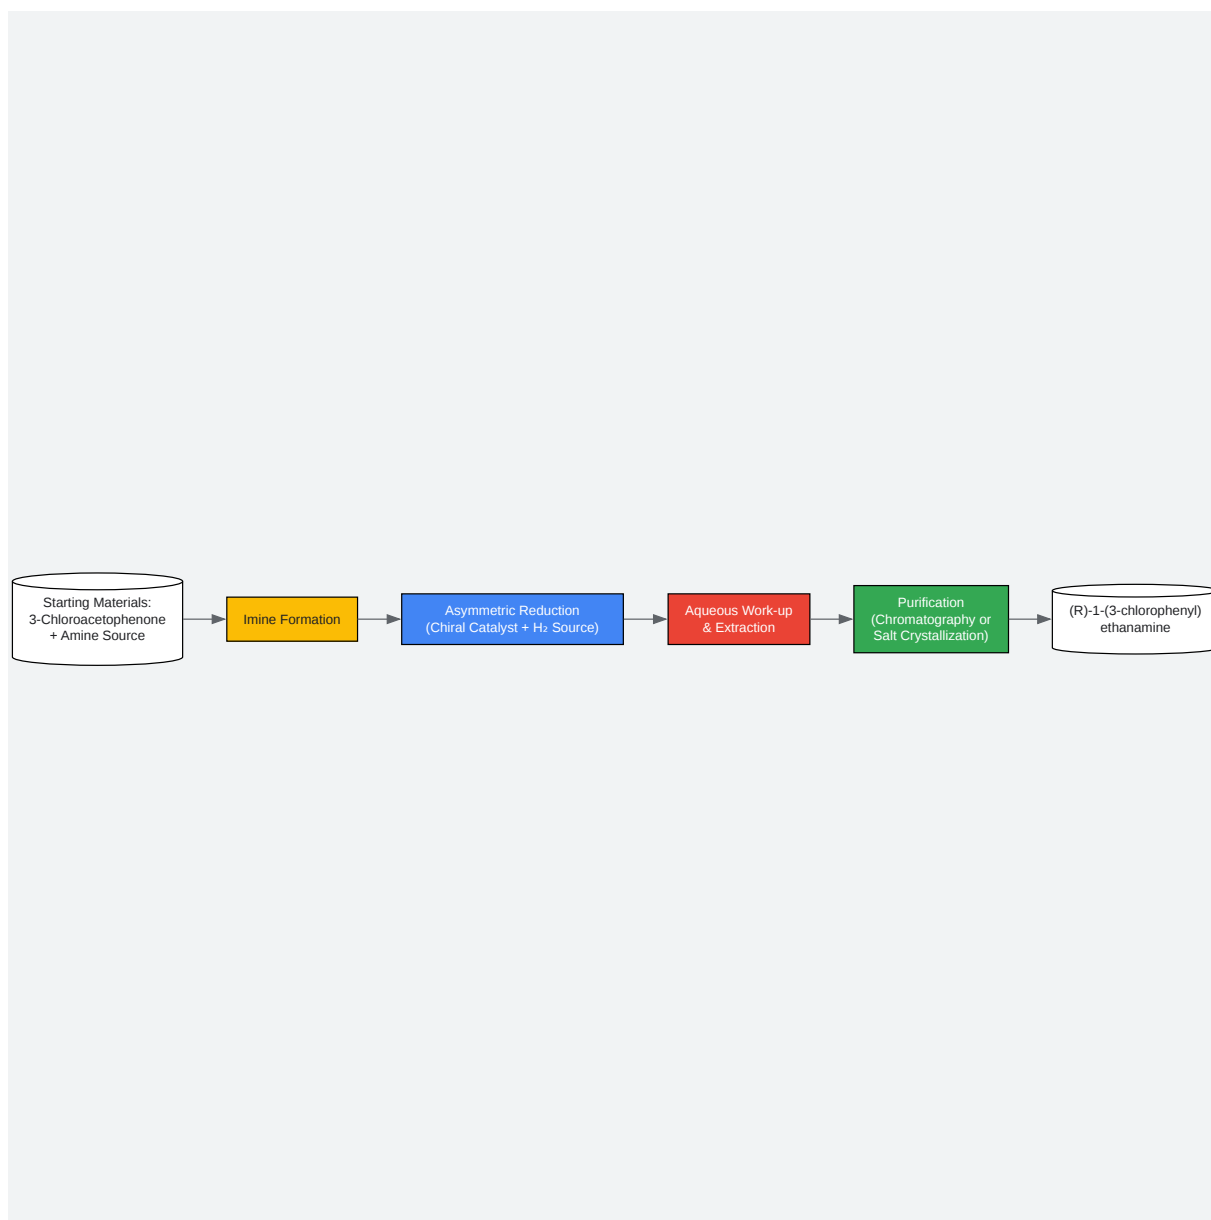 Starting Materials:
3-Chloroacetophenone
+ Amine Source
Imine Formation
Asymmetric Reduction
(Chiral Catalyst + H₂ Source)
Aqueous Work-up
& Extraction
Purification
(Chromatography or
Salt Crystallization)
(R)-1-(3-chlorophenyl)
ethanamine